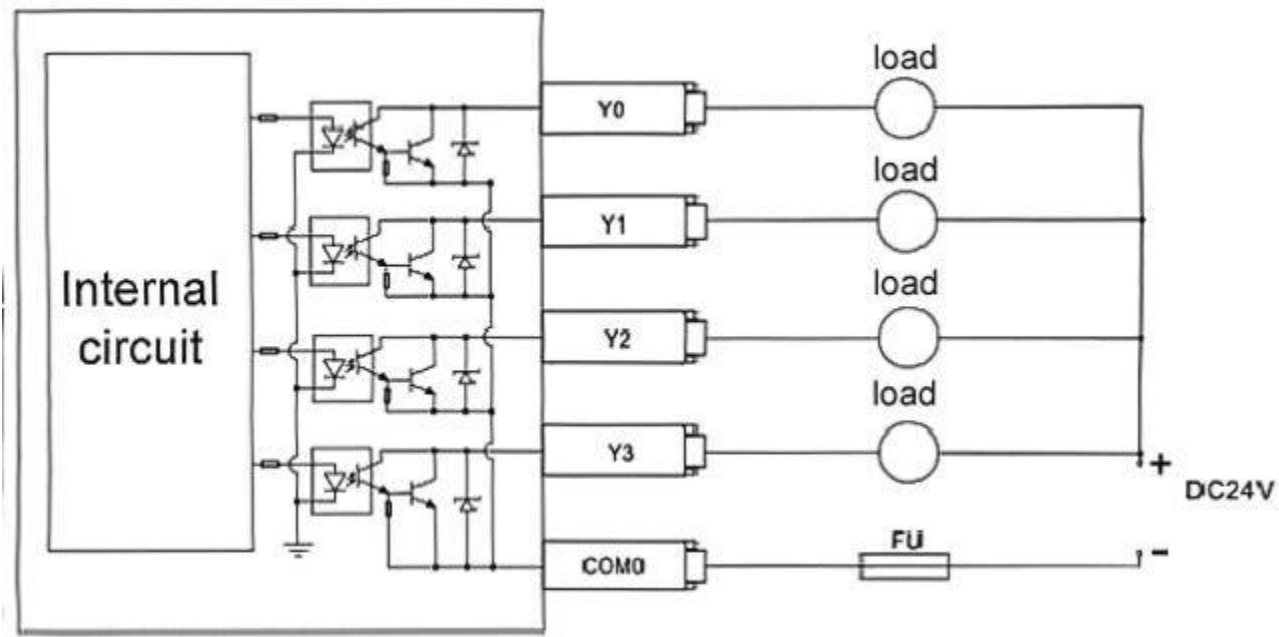 load
Y0
load
Y1
Internal
circuit
load
Y2
load
Y3
+
DC24V
FU
-
COM0